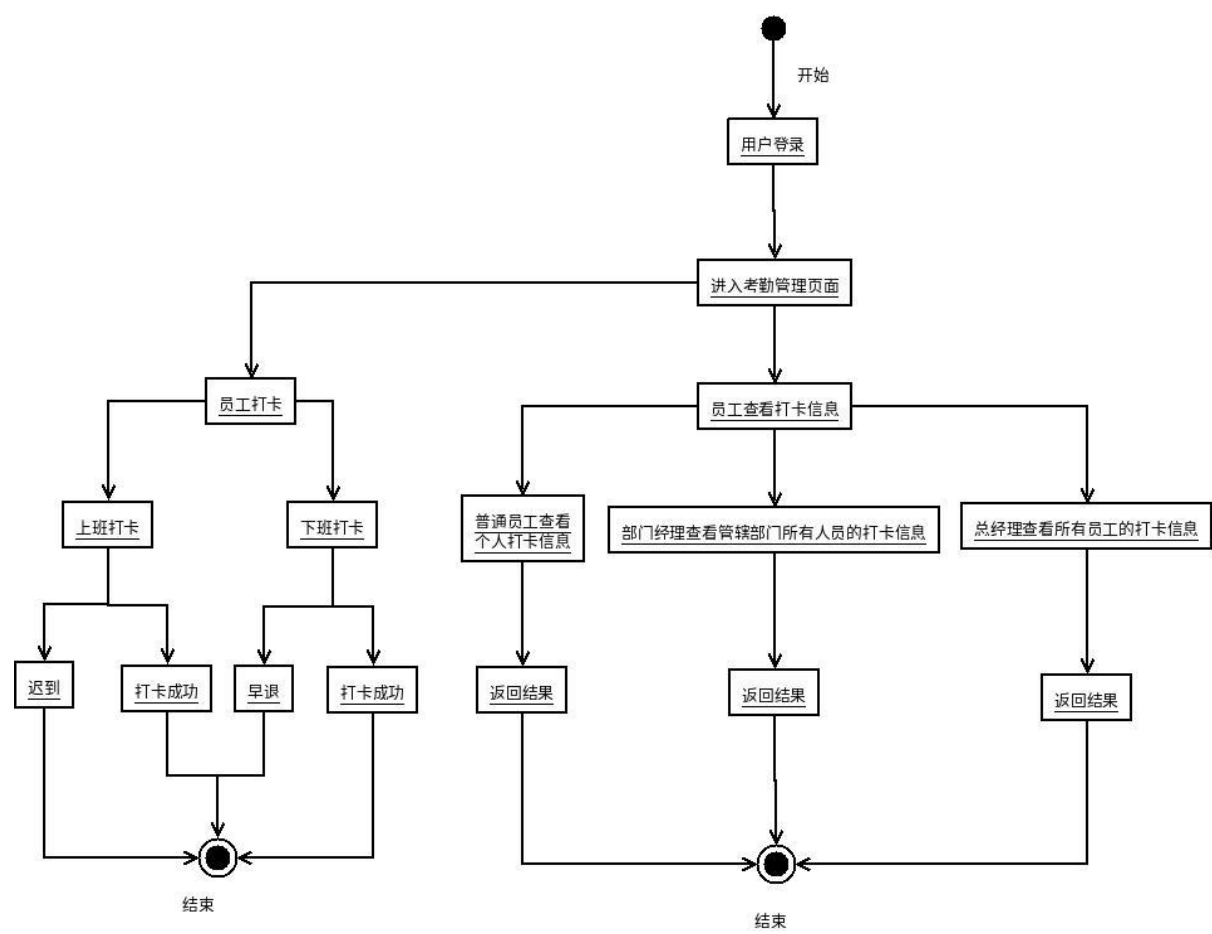 开始
用户登录
进入考勤管理页面
员工打卡
员工查看打卡信息
上班打卡
下班打卡
普通员工查看
个人打卡信息
部门经理查看管辖部门所有人员的打卡信息
总经理查看所有员工的打卡信息
迟到
打卡成功
早退
打卡成功
返回结果
返回结果
返回结果
结束
结束